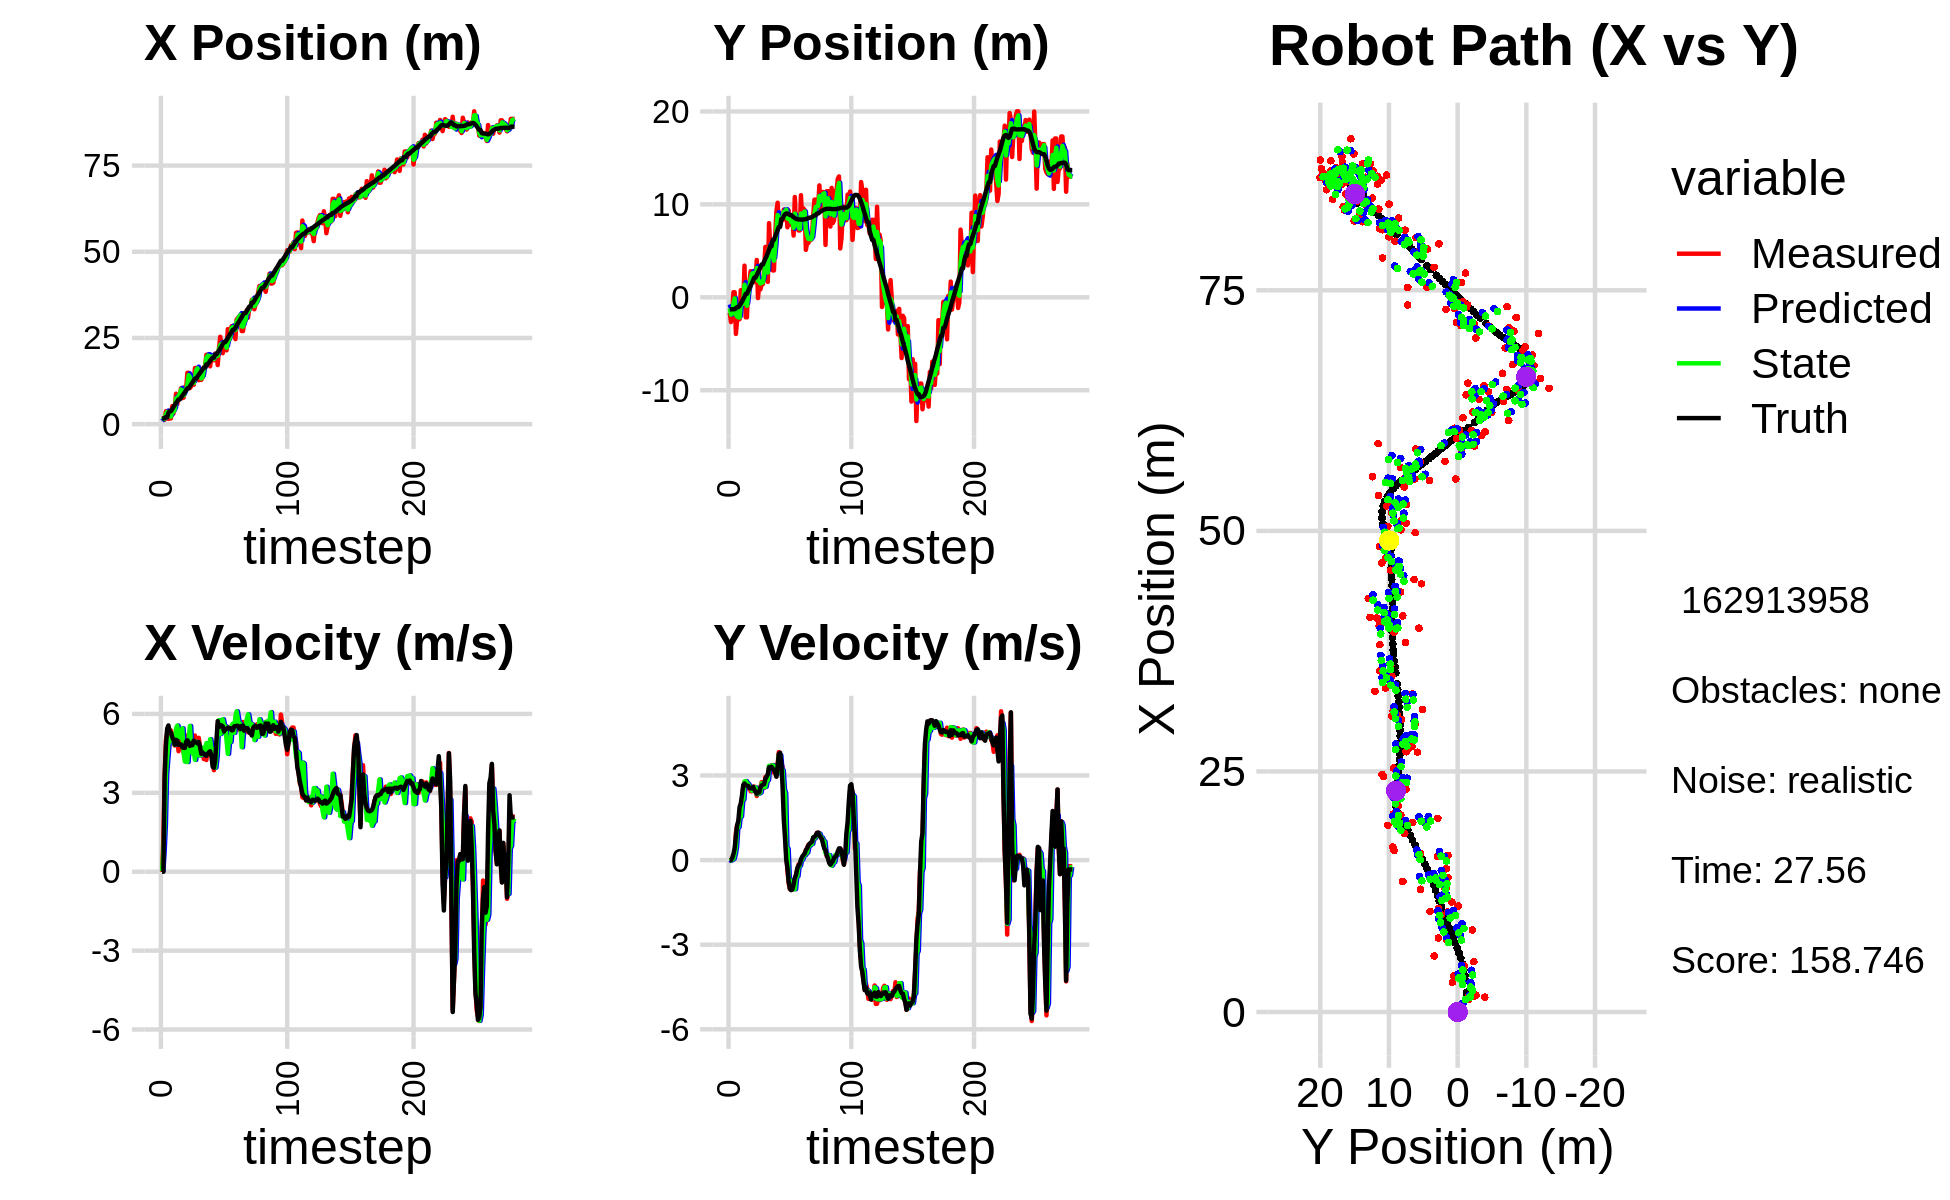 X Position (m)
20
10
0
-10
75
50
25
0
0
100
200
timestep
Y Position (m)
0
100
200
timestep
X Velocity (m/s)
6
3
0
-3
-6
0
100
200
timestep
Y Velocity (m/s)
3
0
-3
-6
0
100
200
timestep
Robot Path (X vs Y)
X Position (m)
75
50
25
0
20 10 0 -10 -20
Y Position (m)
variable
Measured
Predicted
State
Truth
162913958
Obstacles: none
Noise: realistic
Time: 27.56
Score: 158.746